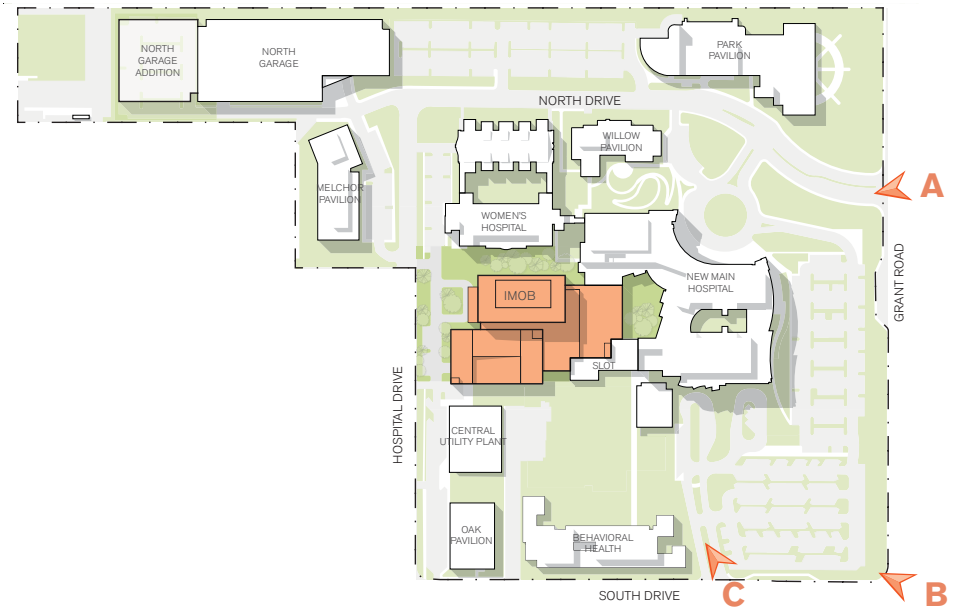 NORTH
GARAGE
ADDITION
NORTH
GARAGE
PARK
PAVILION
NORTH DRIVE
WILLOW
PAVILION
MELCHOR
PAVILION
A
WOMEN'S
HOSPITAL
NEW MAIN
HOSPITAL
GRANT ROAD
IMOB
SLOT
HOSPITAL DRIVE
CENTRAL
UTILITY PLANT
OAK
PAVILION
BEHAVIORAL
HEALTH
SOUTH DRIVE
C
B